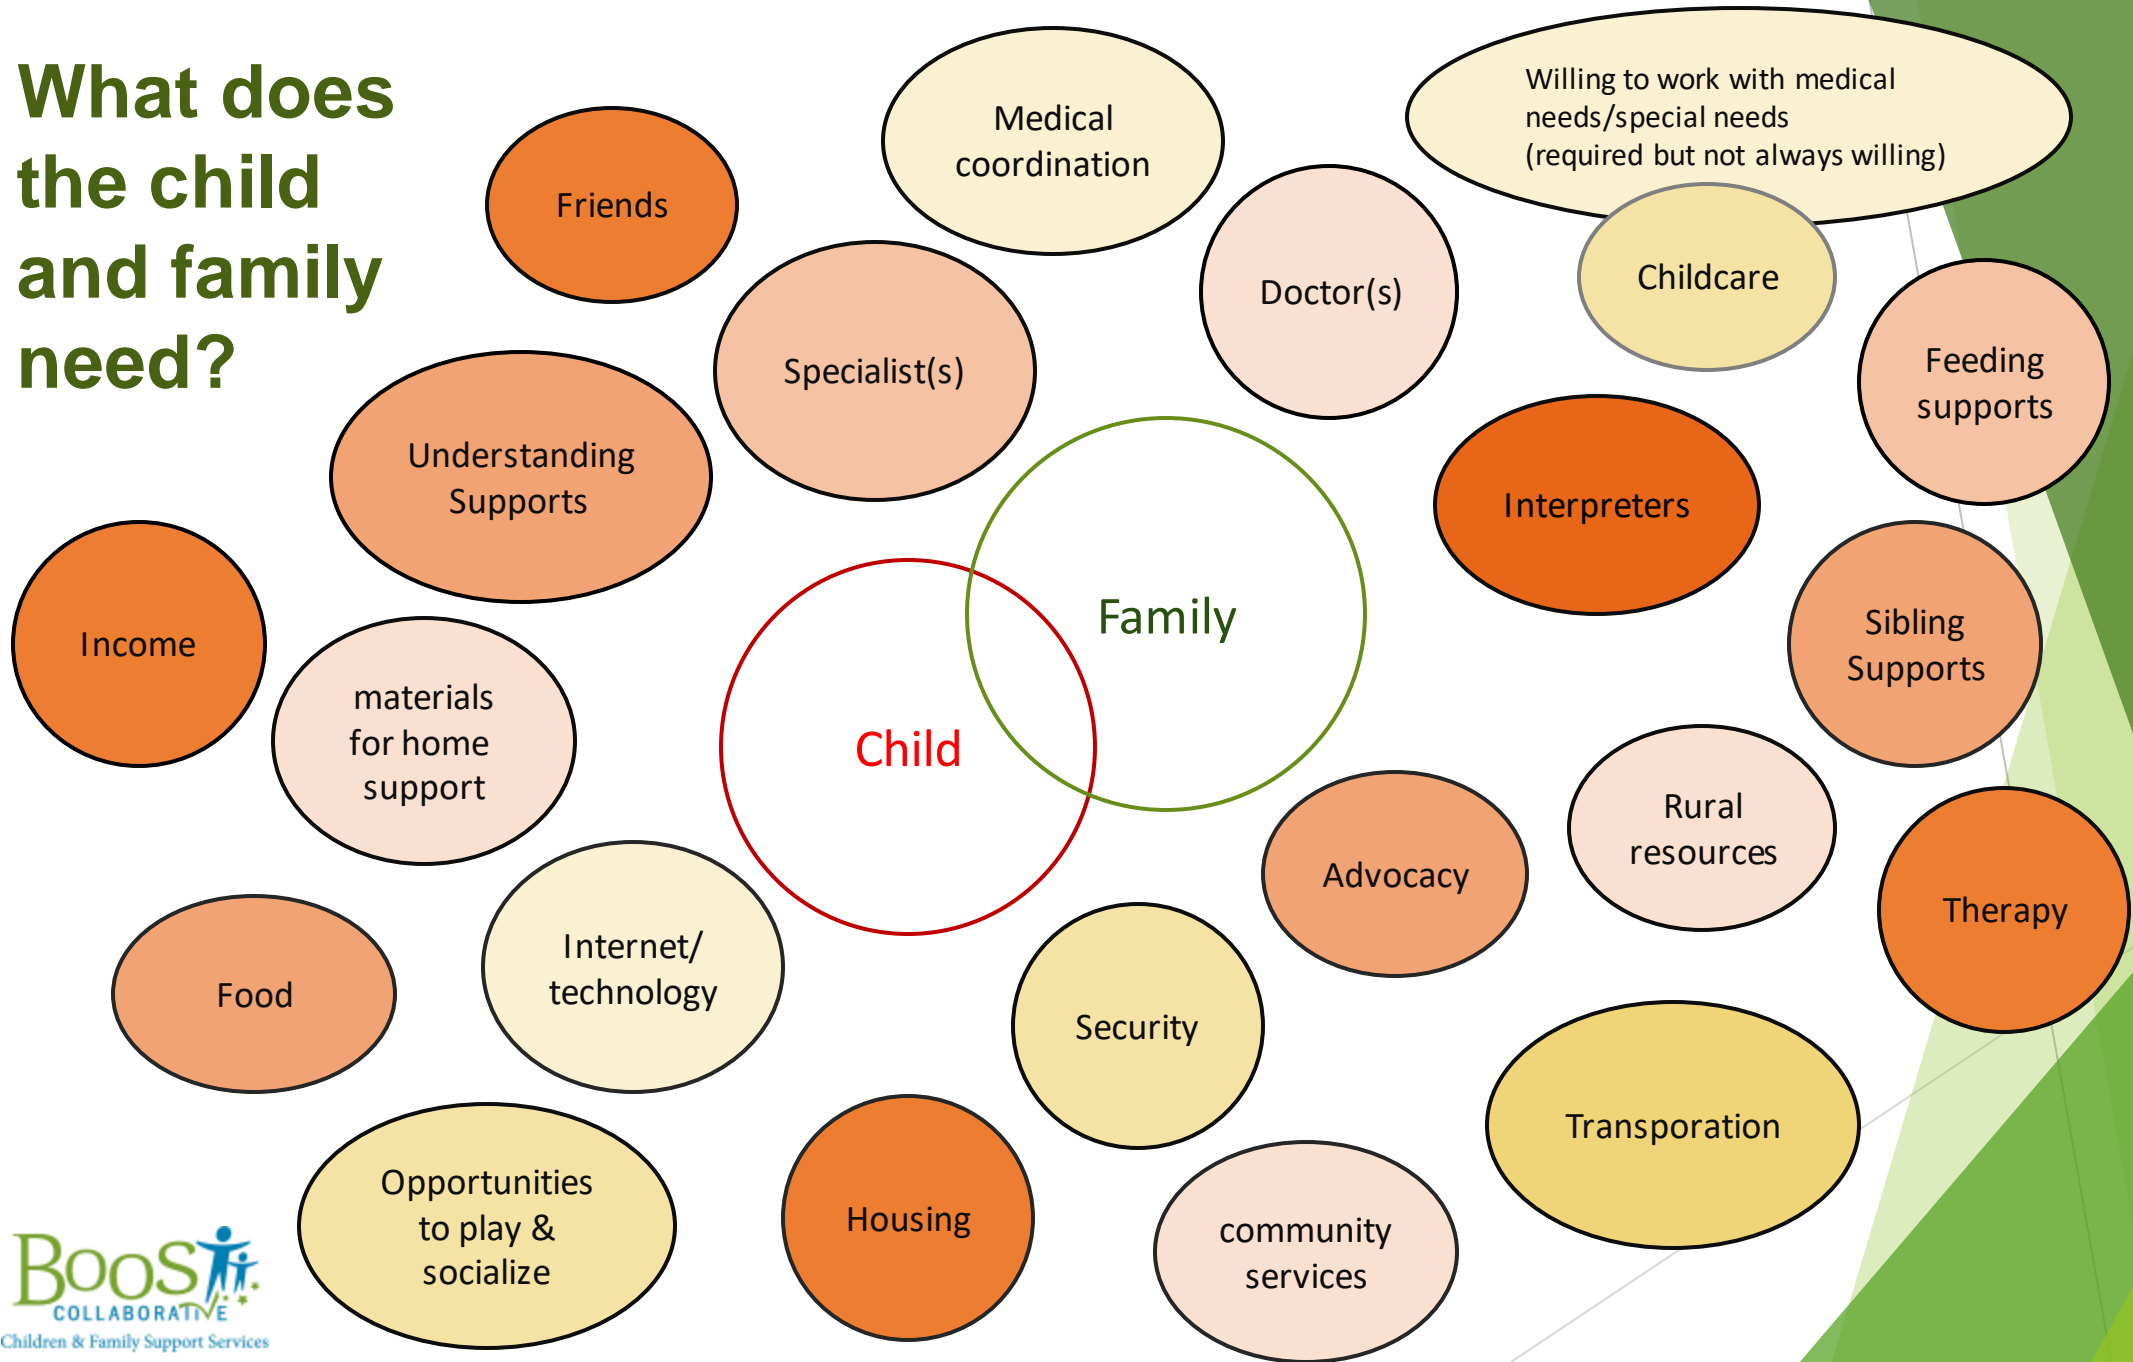 What does
the child
and family
need?
Friends
Medical
coordination
Willing to work with medical
needs/special needs
(required but not always willing)
Doctor(s)
Childcare
Specialist(s)
Feeding
supports
Understanding
Supports
Interpreters
Income
Family
Sibling
Supports
materials
for home
support
Child
Rural
resources
Advocacy
Therapy
Food
Internet/
technology
Security
Transporation
Opportunities
to play &
socialize
Housing
community
services
BOOST
COLLABORATIVE
Children & Family Support Services